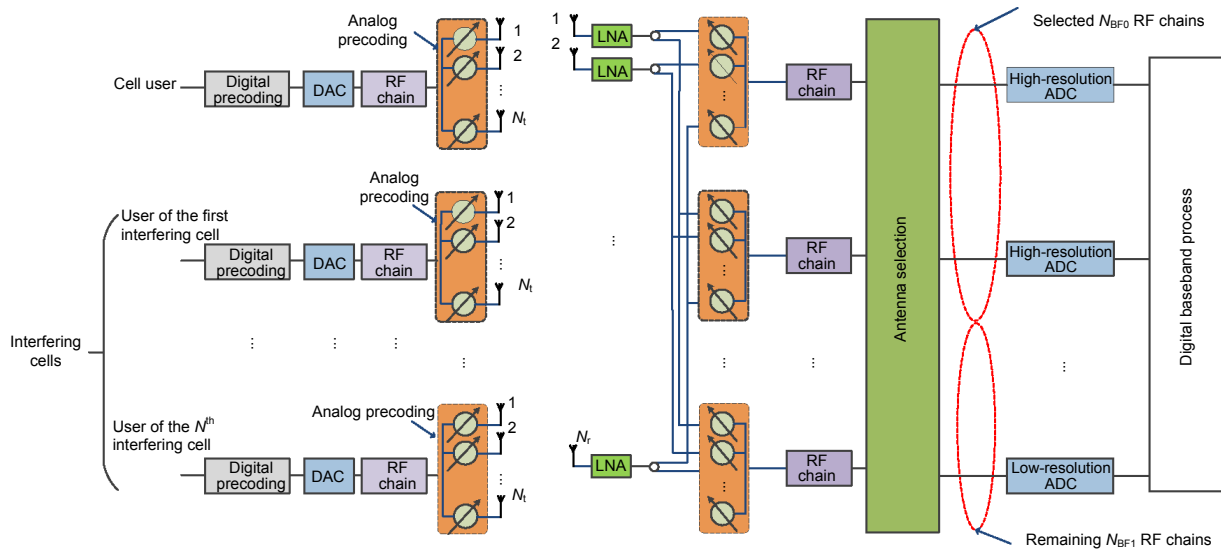 Cell user
Digital
precoding
DAC
RF
chain
Analog
precoding
1
2
...
N_t
Interfering
cells
User of the first
interfering cell
Digital
precoding
DAC
RF
chain
Analog
precoding
1
2
...
N_t
...
...
...
...
User of the N^th
interfering cell
Digital
precoding
DAC
RF
chain
Analog precoding
1
2
...
N_t
1
2
LNA
LNA
...
N_r
LNA
...
RF
chain
...
RF
chain
...
...
...
RF
chain
Antenna selection
Selected N_BF0 RF chains
High-resolution
ADC
High-resolution
ADC
...
Low-resolution
ADC
Remaining N_BF1 RF chains
Digital baseband process